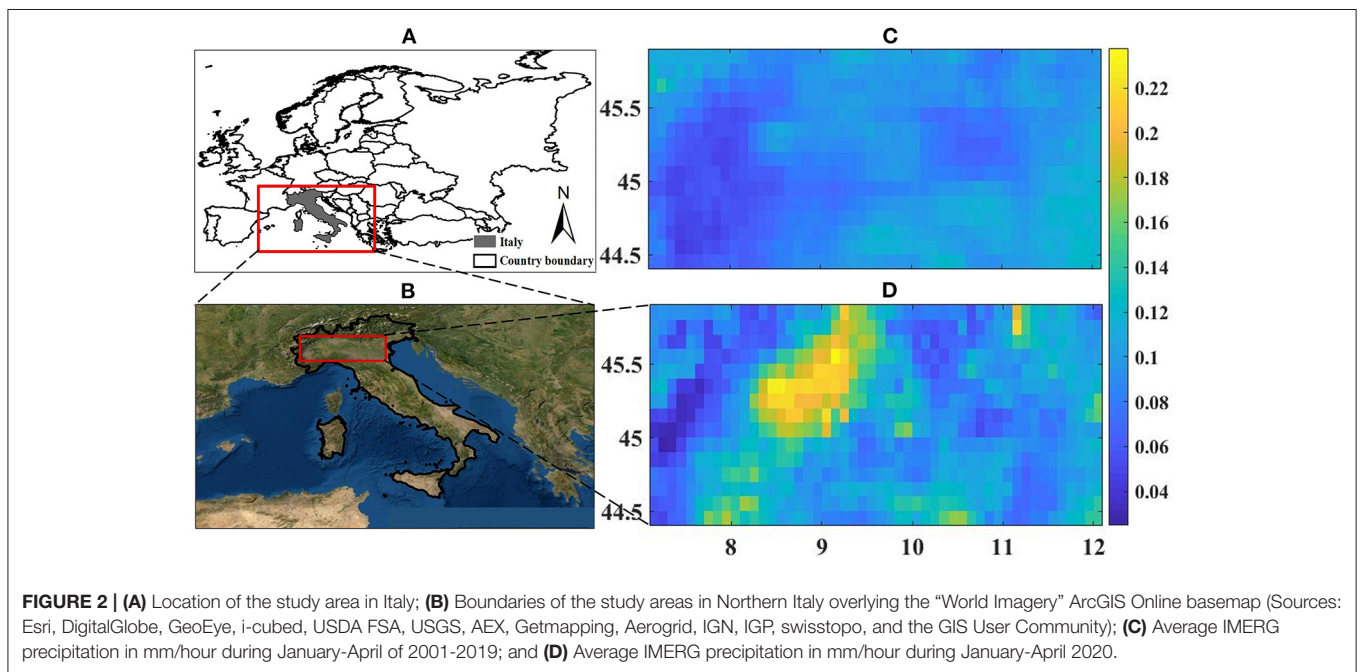 A
N
Italy
Country boundary
B
C
45.5
45
44.5
D
45.5
45
44.5
8 9 10 11 12
0.22
0.2
0.18
0.16
0.14
0.12
0.1
0.08
0.06
0.04
FIGURE 2 | (A) Location of the study area in Italy; (B) Boundaries of the study areas in Northern Italy overlying the “World Imagery” ArcGIS Online basemap (Sources:
Esri, DigitalGlobe, GeoEye, i-cubed, USDA FSA, USGS, AEX, Getmapping, Aerogrid, IGN, IGP, swisstopo, and the GIS User Community); (C) Average IMERG
precipitation in mm/hour during January-April of 2001-2019; and (D) Average IMERG precipitation in mm/hour during January-April 2020.